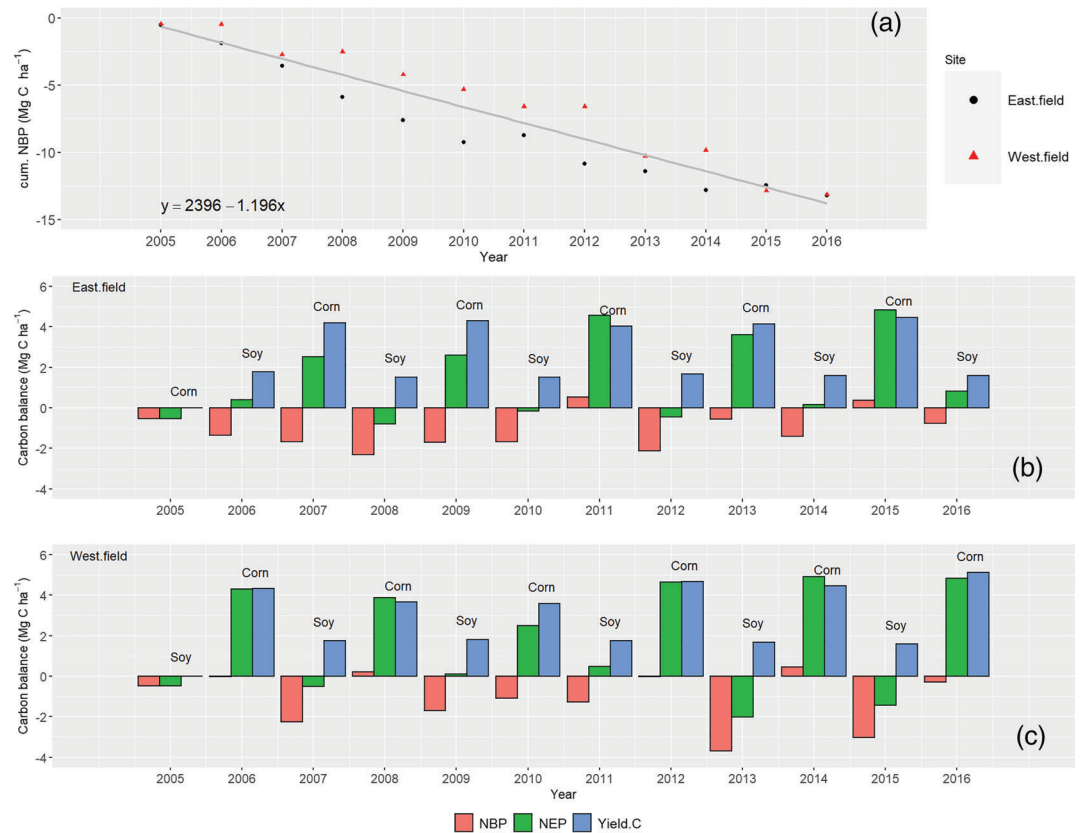 (a)
cum. NBP (Mg C ha⁻¹)
0
-5
-10
-15
y = 2396 − 1.196x
2005 2006 2007 2008 2009 2010 2011 2012 2013 2014 2015 2016
Year
Site
East.field
West.field
East.field
Carbon balance (Mg C ha⁻¹)
6
4
2
0
-2
-4
Corn Soy Corn Soy Corn Soy Corn Soy Corn Soy Corn Soy
(b)
2005 2006 2007 2008 2009 2010 2011 2012 2013 2014 2015 2016
West.field
Carbon balance (Mg C ha⁻¹)
6
4
2
0
-2
-4
Soy Corn Soy Corn Soy Corn Soy Corn Soy Corn Soy Corn
(c)
2005 2006 2007 2008 2009 2010 2011 2012 2013 2014 2015 2016
Year
NBP NEP Yield.C